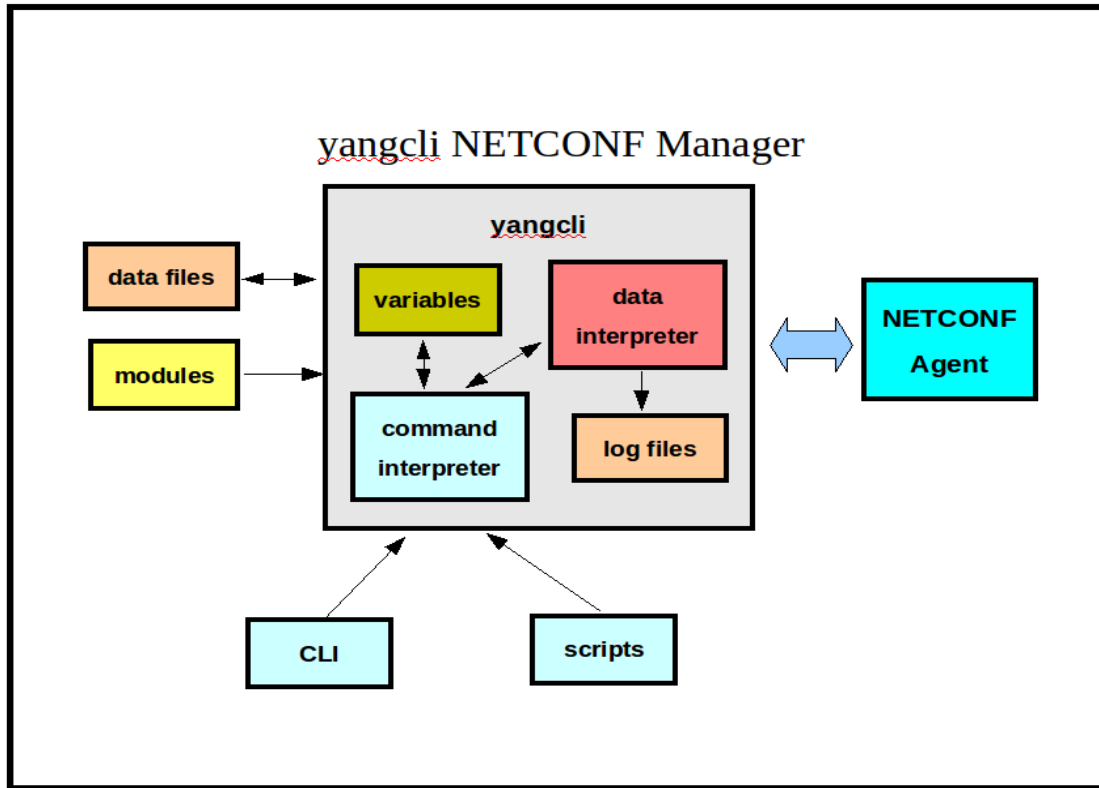 yangcli NETCONF Manager
yangcli
data files
variables
data
interpreter
NETCONF
Agent
modules
command
interpreter
log files
CLI
scripts